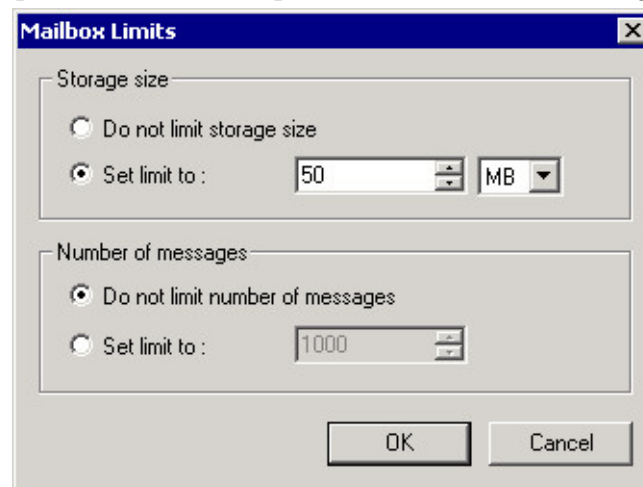 Mailbox Limits
Storage size
Do not limit storage size
Set limit to : 50 MB
Number of messages
Do not limit number of messages
Set limit to : 1000
OK Cancel